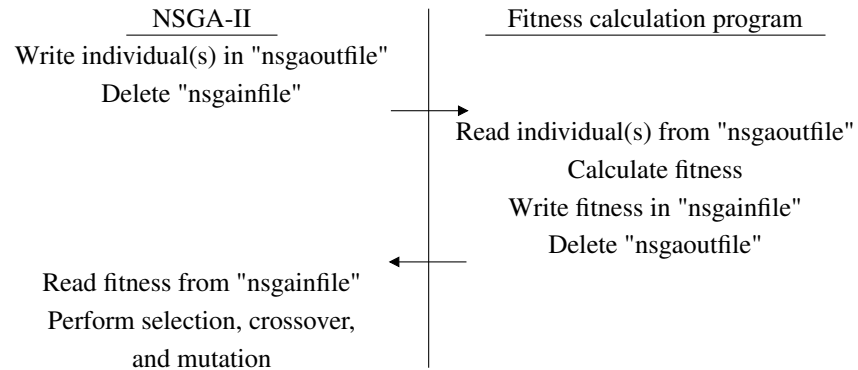 NSGA-II
Write individual(s) in "nsgaoutfile"
Delete "nsgainfile"
Fitness calculation program
Read individual(s) from "nsgaoutfile"
Calculate fitness
Write fitness in "nsgainfile"
Delete "nsgaoutfile"
Read fitness from "nsgainfile"
Perform selection, crossover,
and mutation